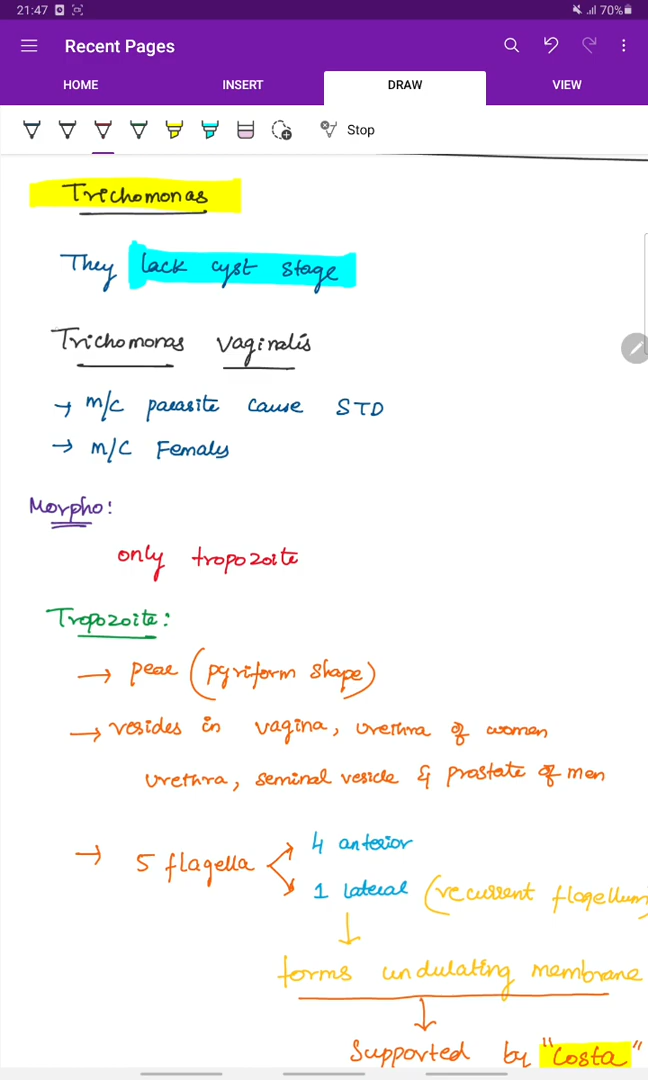 21:47 70%
Recent Pages
HOME INSERT DRAW VIEW
Stop
Trichomonas
They lack cyst stage
Trichomonas vaginalis
→ m/c parasite cause STD
→ m/c Females
Morpho:
only tropozoite
Tropozoite:
→ pear (pyriform shape)
→ resides in vagina, urethra of women
urethra, seminal vesicle & prostate of men
→ 5 flagella
4 anterior
1 lateral (recurrent flagellum)
↓
forms undulating membrane
↓
Supported by "costa"